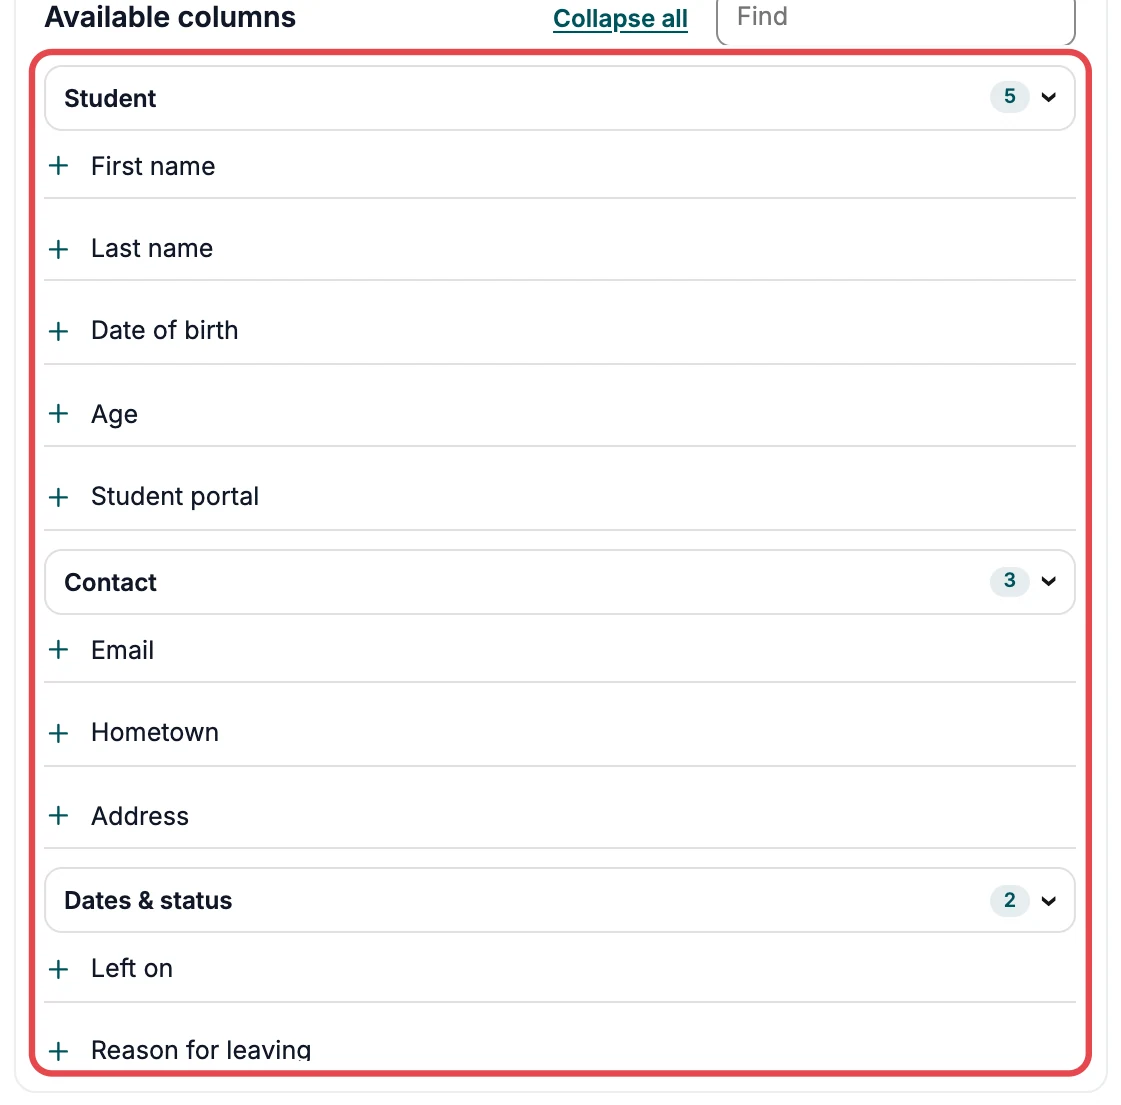 Available columns
Collapse all
Find
Student 5
First name
Last name
Date of birth
Age
Student portal
Contact 3
Email
Hometown
Address
Dates & status 2
Left on
Reason for leaving